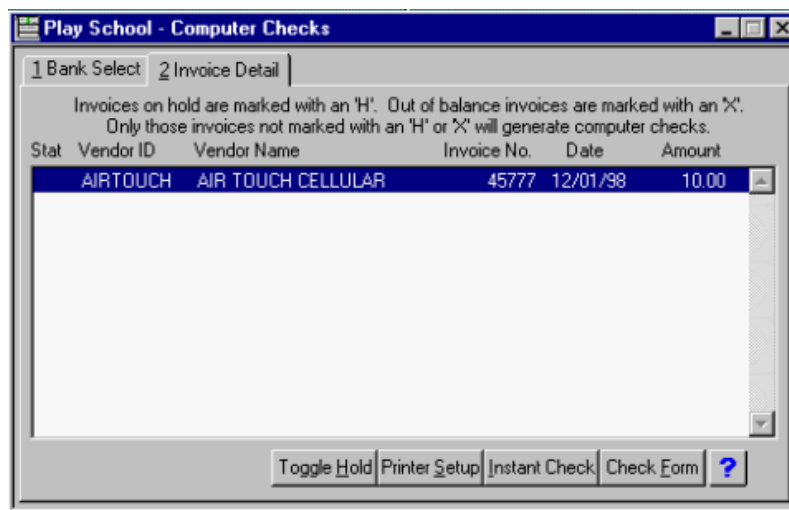 Play School - Computer Checks
1 Bank Select 2 Invoice Detail
Invoices on hold are marked with an 'H'. Out of balance invoices are marked with an 'X'.
Only those invoices not marked with an 'H' or 'X' will generate computer checks.
Stat Vendor ID Vendor Name Invoice No. Date Amount
AIRTOUCH AIR TOUCH CELLULAR 45777 12/01/98 10.00
Toggle Hold Printer Setup Instant Check Check Form ?